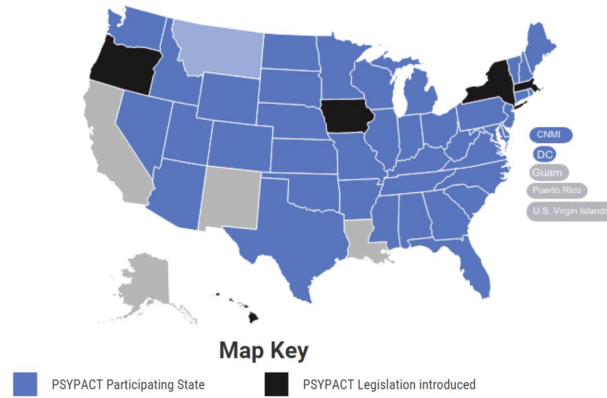 CNMI
DC
Guam
Puerto Rico
U.S. Virgin Islands
Map Key
PSYPACT Participating State
PSYPACT Legislation introduced